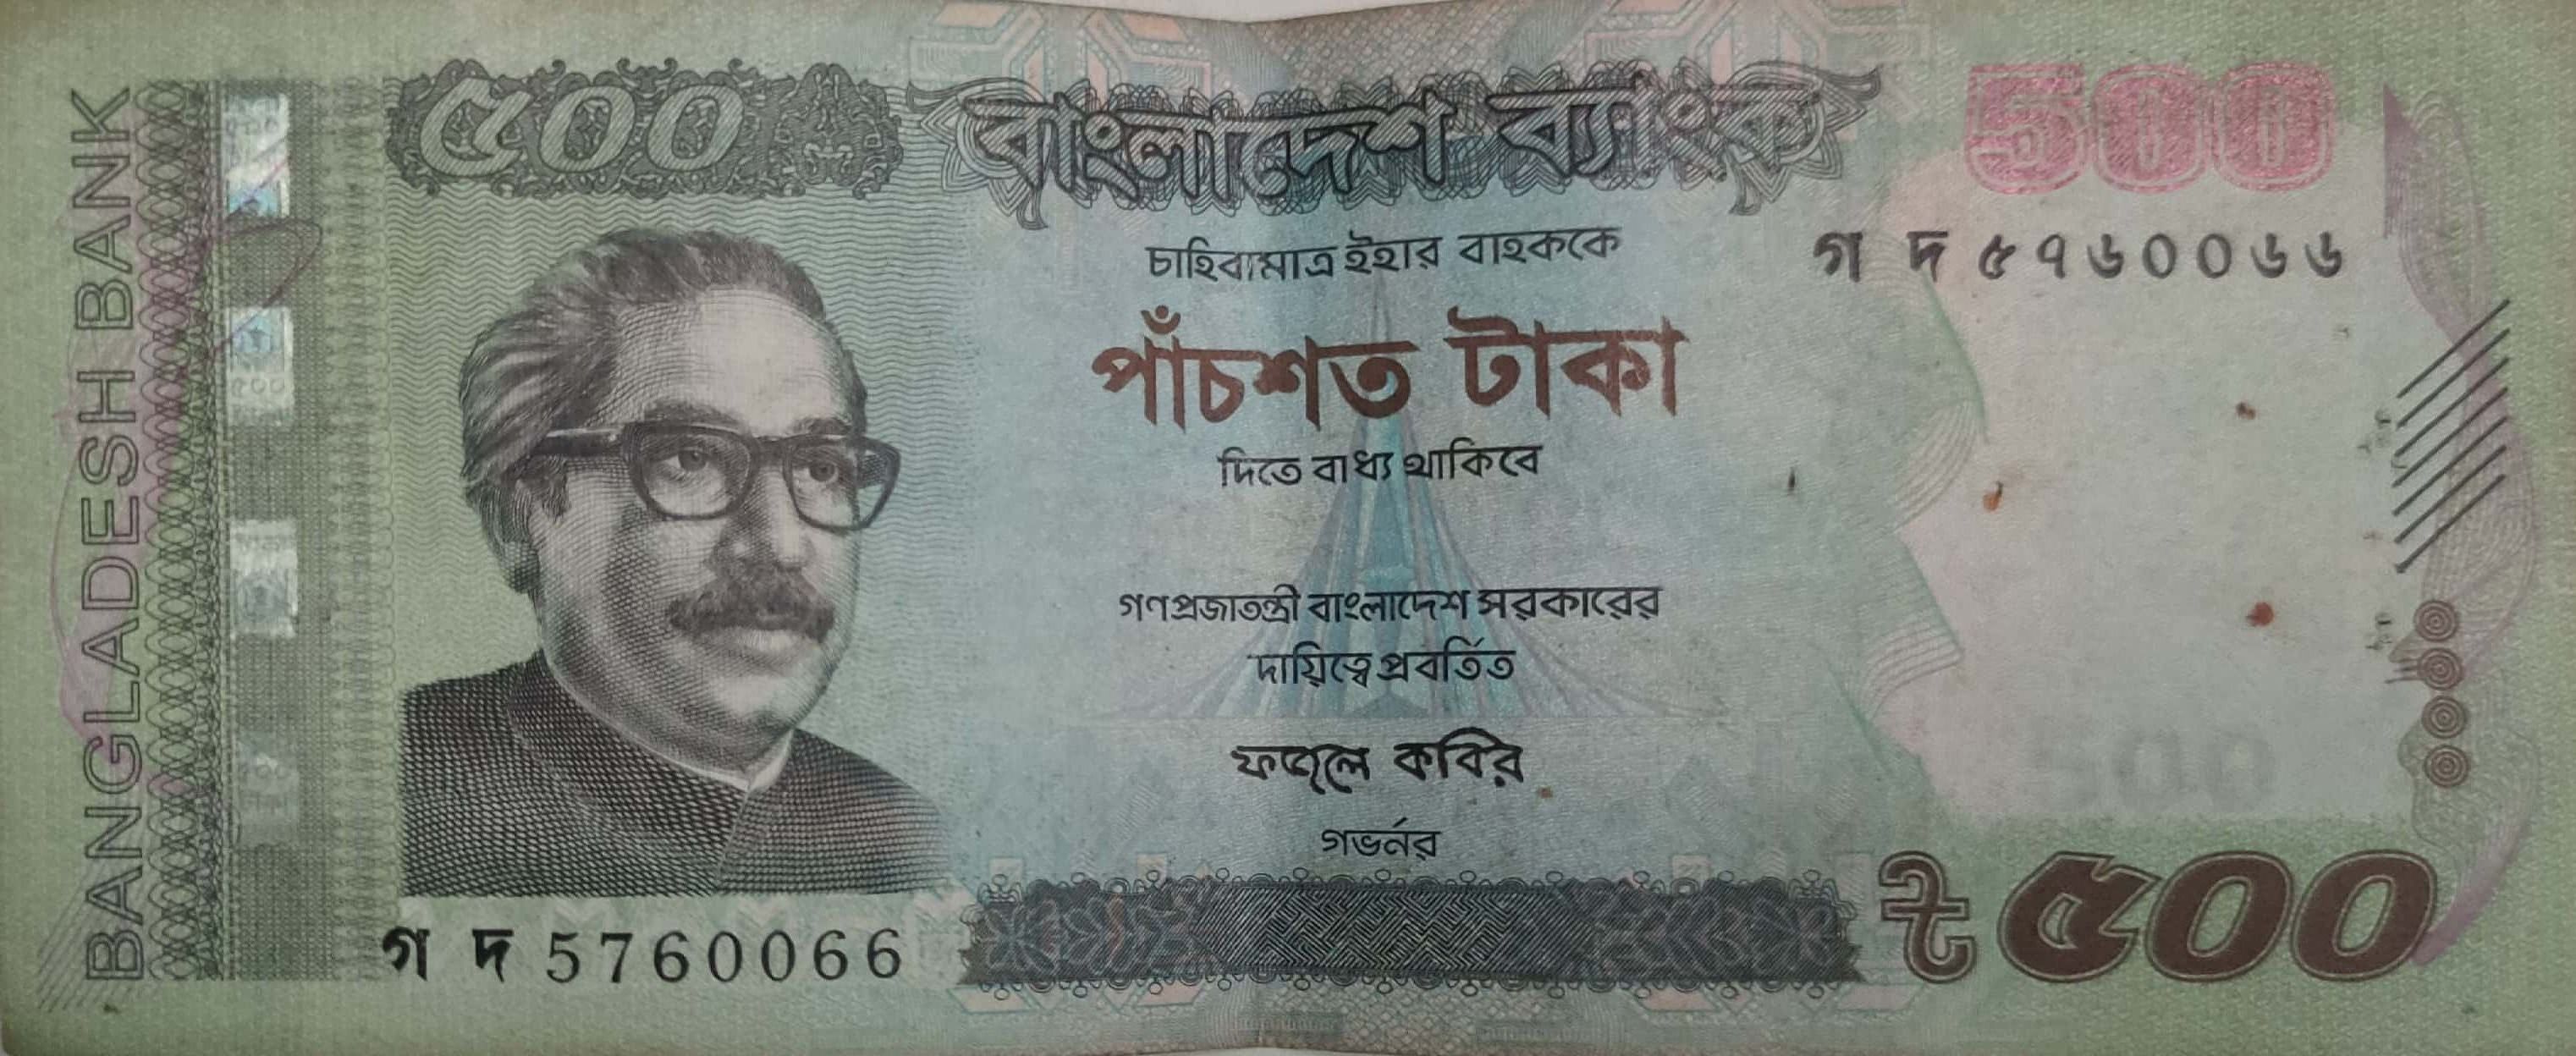 BANGLADESH BANK
৫০০
বাংলাদেশ ব্যাংক
500
চাহিবামাত্র ইহার বাহককে
গ দ ৫৭৬০০৬৬
পাঁচশত টাকা
দিতে বাধ্য থাকিবে
গণপ্রজাতন্ত্রী বাংলাদেশ সরকারের
দায়িত্বে প্রবর্তিত
ফজলে কবির
500
গভর্নর
গ দ 5760066
৳ ৫০০